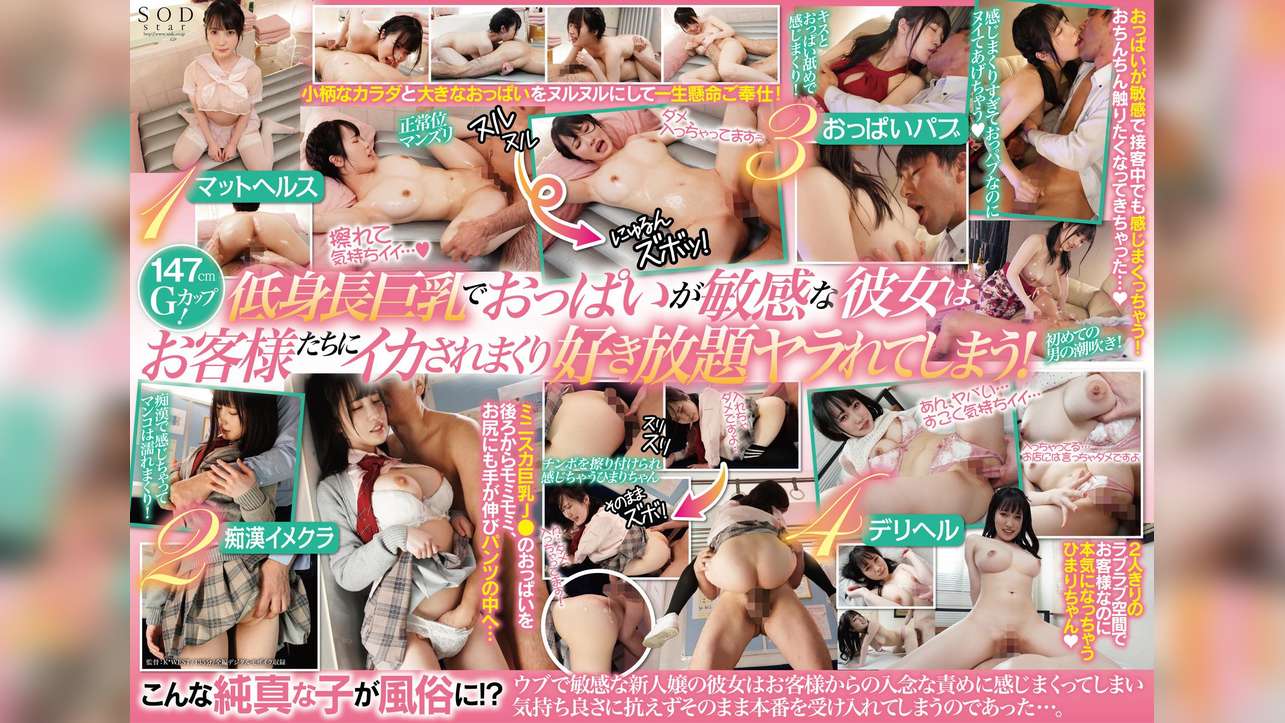 SOD
star
小柄なカラダと大きなおっぱいをヌルヌルにして一生懸命ご奉仕!
1 マットヘルス
正常位
マンズリ
ヌル
ヌル
擦れて
気持ちイイ…♥
ダメ、
入っちゃってます…
にゅるん
ズボッ!
3 おっぱいパブ
キスと
おっぱい舐めで
感じまくり!
感じまくりすぎておっパブなのに
ヌイてあげちゃう♥
おっぱいが敏感で接客中でも感じまくっちゃう!
おちんちん触りたくなってきちゃった…♥
初めての
男の潮吹き!
147cm
Gカップ!
低身長巨乳でおっぱいが敏感な彼女は
お客様たちにイカされまくり好き放題ヤラれてしまう!
2 痴漢イメクラ
痴漢で感じちゃって
マンコは濡れまくり!
ミニスカ巨乳J●のおっぱいを
後ろからモミモミ、
お尻にも手が伸びパンツの中へ…
スリ
スリ
入れちゃ
ダメですよ
チンポを擦り付けられ
感じちゃうひまりちゃん
そのまま
ズボ!
4 デリヘル
あん、ヤバい…
すごく気持ちイイ…
入っちゃってる…
お店には言っちゃダメですよ
2人きりの
ラブラブ空間で
お客様なのに
本気になっちゃう
ひまりちゃん♥
こんな純真な子が風俗に!?
ウブで敏感な新人嬢の彼女はお客様からの入念な責めに感じまくってしまい
気持ち良さに抗えずそのまま本番を受け入れてしまうのであった…。